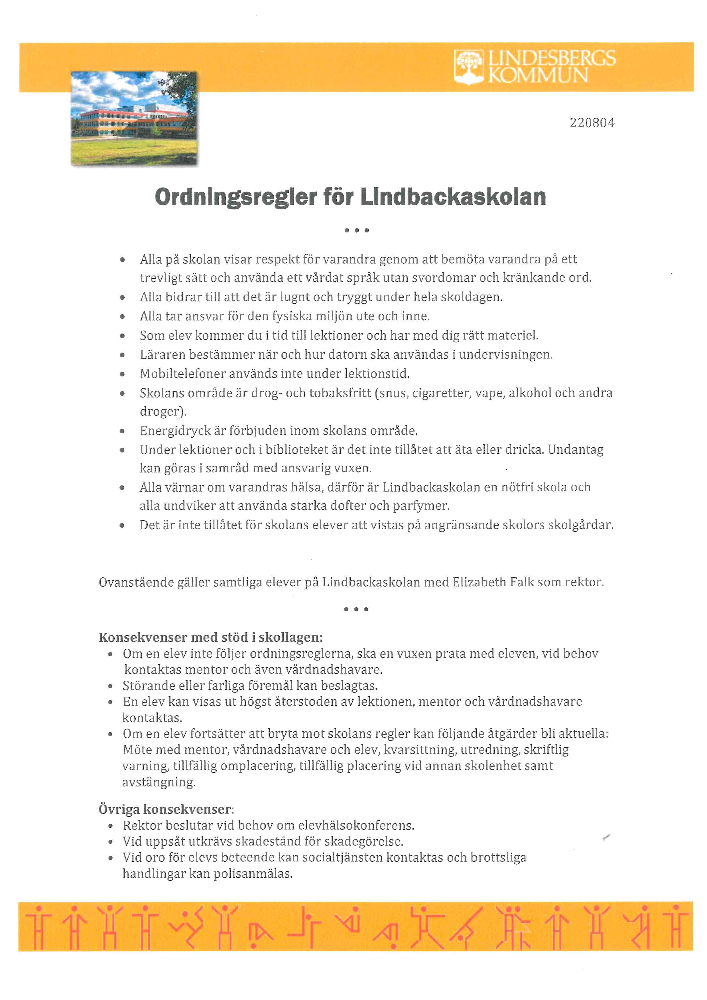 LINDESBERGS
KOMMUN
220804
Ordningsregler för Lindbackaskolan
• • •
• Alla på skolan visar respekt för varandra genom att bemöta varandra på ett
trevligt sätt och använda ett vårdat språk utan svordomar och kränkande ord.
• Alla bidrar till att det är lugnt och tryggt under hela skoldagen.
• Alla tar ansvar för den fysiska miljön ute och inne.
• Som elev kommer du i tid till lektioner och har med dig rätt materiel.
• Läraren bestämmer när och hur datorn ska användas i undervisningen.
• Mobiltelefoner används inte under lektionstid.
• Skolans område är drog- och tobaksfritt (snus, cigaretter, vape, alkohol och andra
droger).
• Energidryck är förbjuden inom skolans område.
• Under lektioner och i biblioteket är det inte tillåtet att äta eller dricka. Undantag
kan göras i samråd med ansvarig vuxen.
• Alla värnar om varandras hälsa, därför är Lindbackaskolan en nötfri skola och
alla undviker att använda starka dofter och parfymer.
• Det är inte tillåtet för skolans elever att vistas på angränsande skolors skolgårdar.
Ovanstående gäller samtliga elever på Lindbackaskolan med Elizabeth Falk som rektor.
• • •
Konsekvenser med stöd i skollagen:
• Om en elev inte följer ordningsreglerna, ska en vuxen prata med eleven, vid behov
kontaktas mentor och även vårdnadshavare.
• Störande eller farliga föremål kan beslagtas.
• En elev kan visas ut högst återstoden av lektionen, mentor och vårdnadshavare
kontaktas.
• Om en elev fortsätter att bryta mot skolans regler kan följande åtgärder bli aktuella:
Möte med mentor, vårdnadshavare och elev, kvarsittning, utredning, skriftlig
varning, tillfällig omplacering, tillfällig placering vid annan skolenhet samt
avstängning.
Övriga konsekvenser:
• Rektor beslutar vid behov om elevhälsokonferens.
• Vid uppsåt utkrävs skadestånd för skadegörelse.
• Vid oro för elevs beteende kan socialtjänsten kontaktas och brottsliga
handlingar kan polisanmälas.